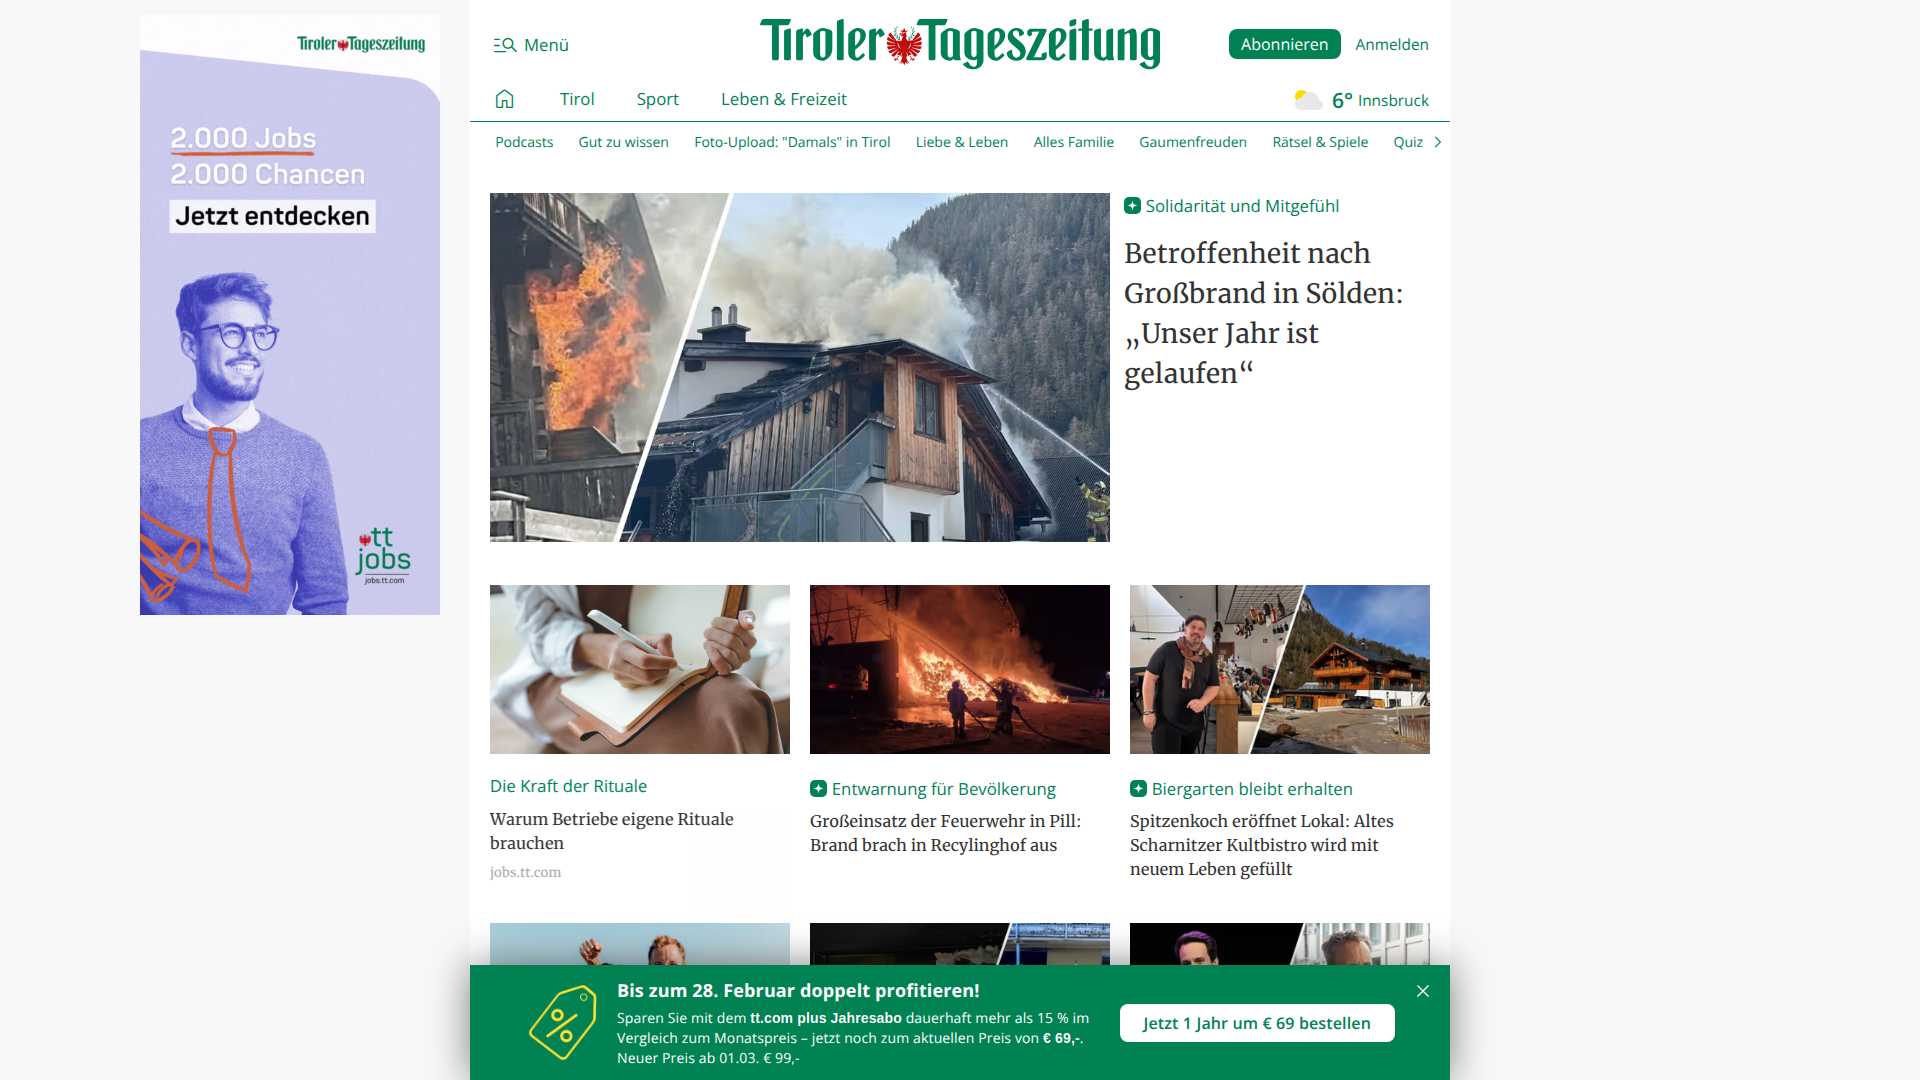 Tiroler Tageszeitung
2.000 Jobs
2.000 Chancen
Jetzt entdecken
tt
jobs
jobs.tt.com
Menü
Tiroler Tageszeitung
Abonnieren
Anmelden
Tirol
Sport
Leben & Freizeit
6° Innsbruck
Podcasts
Gut zu wissen
Foto-Upload: "Damals" in Tirol
Liebe & Leben
Alles Familie
Gaumenfreuden
Rätsel & Spiele
Quiz
Solidarität und Mitgefühl
Betroffenheit nach
Großbrand in Sölden:
„Unser Jahr ist
gelaufen“
Die Kraft der Rituale
Warum Betriebe eigene Rituale
brauchen
jobs.tt.com
Entwarnung für Bevölkerung
Großeinsatz der Feuerwehr in Pill:
Brand brach in Recylinghof aus
Biergarten bleibt erhalten
Spitzenkoch eröffnet Lokal: Altes
Scharnitzer Kultbistro wird mit
neuem Leben gefüllt
Bis zum 28. Februar doppelt profitieren!
Sparen Sie mit dem tt.com plus Jahresabo dauerhaft mehr als 15 % im
Vergleich zum Monatspreis – jetzt noch zum aktuellen Preis von € 69,-.
Neuer Preis ab 01.03. € 99,-
Jetzt 1 Jahr um € 69 bestellen